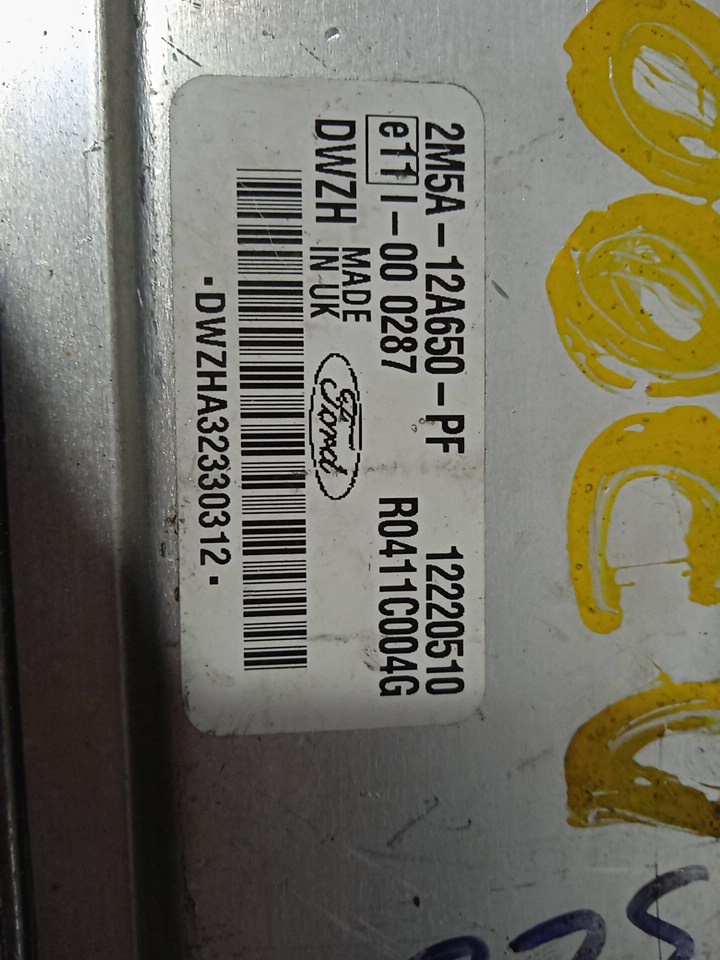 2M5A-12A650-PF 12220510
e11 I-00 0287 R0411C004G
DWZH MADE IN UK Ford
-DWZHA32330312-